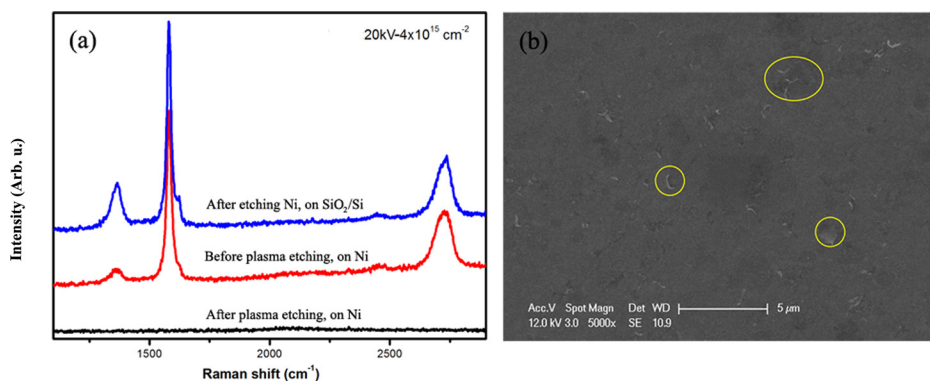 (a)
20kV-4x10¹⁵ cm⁻²
Intensity (Arb. u.)
After etching Ni, on SiO₂/Si
Before plasma etching, on Ni
After plasma etching, on Ni
1500 2000 2500
Raman shift (cm⁻¹)
(b)
Acc.V Spot Magn Det WD
12.0 kV 3.0 5000x SE 10.9
5 µm